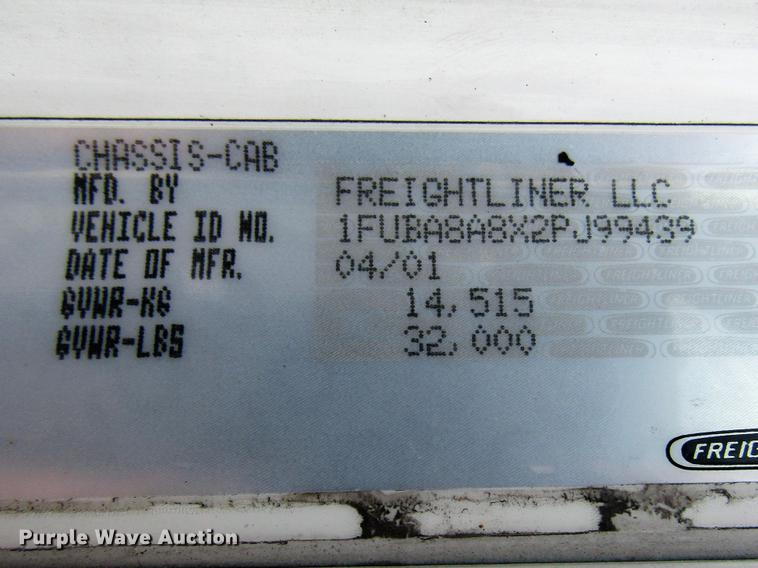 CHASSIS-CAB
MFD. BY FREIGHTLINER LLC
VEHICLE ID NO. 1FUBA8A8X2PJ99439
DATE OF MFR. 04/01
GVWR-KG 14,515
GVWR-LBS 32,000
FREIG
Purple Wave Auction